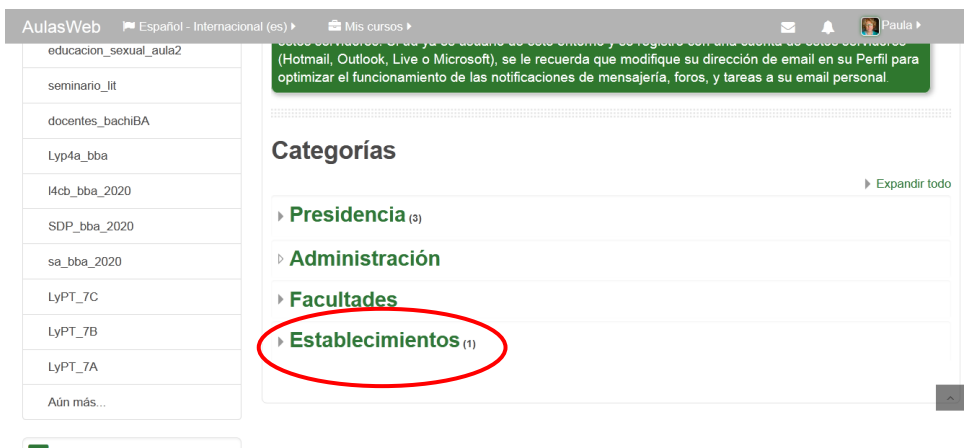 AulasWeb Español - Internacional (es) Mis cursos Paula
educacion_sexual_aula2
seminario_lit
docentes_bachiBA
Lyp4a_bba
l4cb_bba_2020
SDP_bba_2020
sa_bba_2020
LyPT_7C
LyPT_7B
LyPT_7A
Aún más...
(Hotmail, Outlook, Live o Microsoft), se le recuerda que modifique su dirección de email en su Perfil para
optimizar el funcionamiento de las notificaciones de mensajería, foros, y tareas a su email personal.
Categorías
Expandir todo
Presidencia (3)
Administración
Facultades
Establecimientos (1)